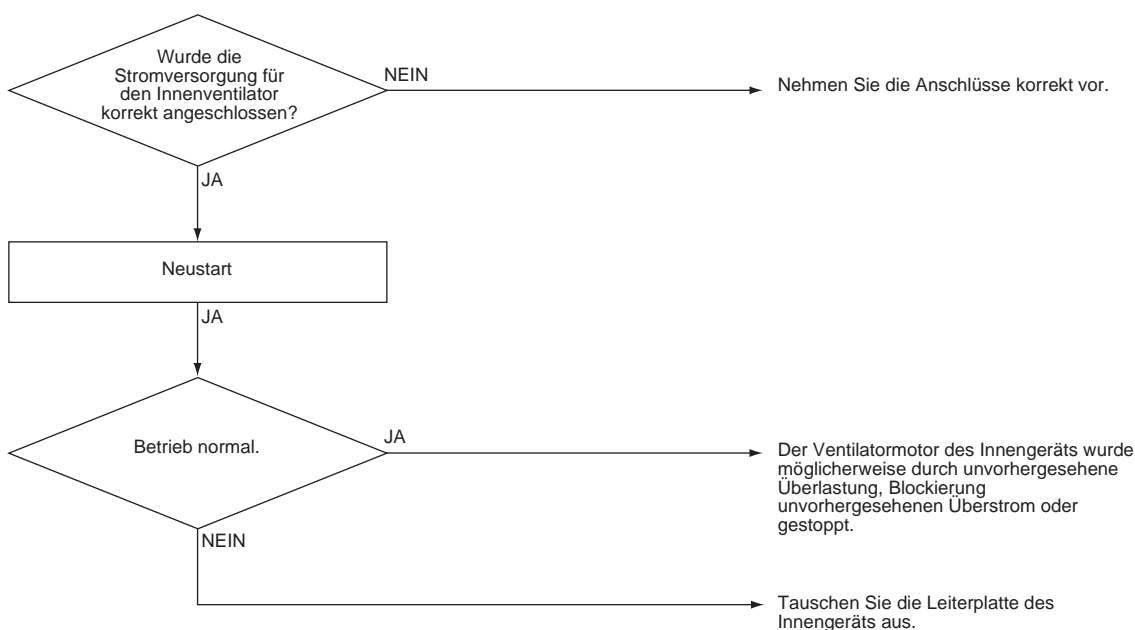 Wurde die
Stromversorgung für
den Innenventilator
korrekt angeschlossen?
NEIN
Nehmen Sie die Anschlüsse korrekt vor.
JA
Neustart
JA
Betrieb normal.
JA
Der Ventilatormotor des Innengeräts wurde
möglicherweise durch unvorhergesehene
Überlastung, Blockierung
unvorhergesehenen Überstrom oder
gestoppt.
NEIN
Tauschen Sie die Leiterplatte des
Innengeräts aus.